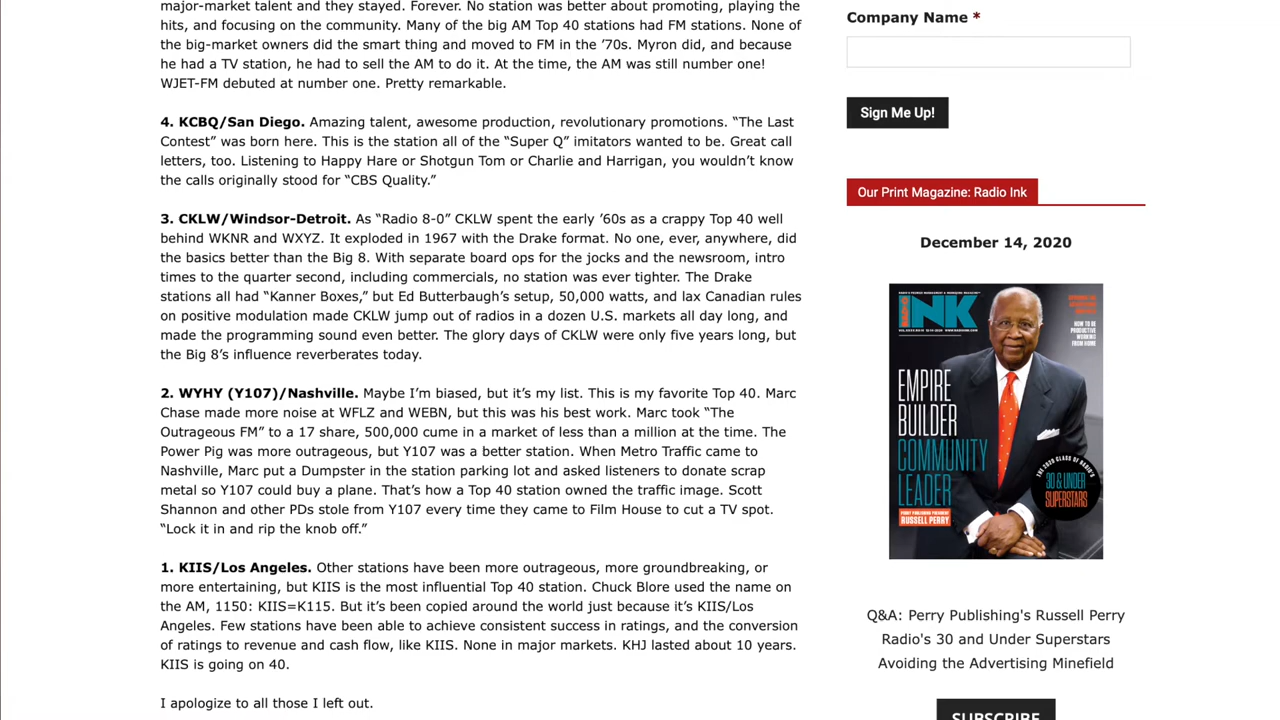 major-market talent and they stayed. Forever. No station was better about promoting, playing the
hits, and focusing on the community. Many of the big AM Top 40 stations had FM stations. None of
the big-market owners did the smart thing and moved to FM in the ’70s. Myron did, and because
he had a TV station, he had to sell the AM to do it. At the time, the AM was still number one!
WJET-FM debuted at number one. Pretty remarkable.
4. KCBQ/San Diego. Amazing talent, awesome production, revolutionary promotions. “The Last
Contest” was born here. This is the station all of the “Super Q” imitators wanted to be. Great call
letters, too. Listening to Happy Hare or Shotgun Tom or Charlie and Harrigan, you wouldn’t know
the calls originally stood for “CBS Quality.”
3. CKLW/Windsor-Detroit. As “Radio 8-0” CKLW spent the early ’60s as a crappy Top 40 well
behind WKNR and WXYZ. It exploded in 1967 with the Drake format. No one, ever, anywhere, did
the basics better than the Big 8. With separate board ops for the jocks and the newsroom, intro
times to the quarter second, including commercials, no station was ever tighter. The Drake
stations all had “Kanner Boxes,” but Ed Butterbaugh’s setup, 50,000 watts, and lax Canadian rules
on positive modulation made CKLW jump out of radios in a dozen U.S. markets all day long, and
made the programming sound even better. The glory days of CKLW were only five years long, but
the Big 8’s influence reverberates today.
2. WYHY (Y107)/Nashville. Maybe I’m biased, but it’s my list. This is my favorite Top 40. Marc
Chase made more noise at WFLZ and WEBN, but this was his best work. Marc took “The
Outrageous FM” to a 17 share, 500,000 cume in a market of less than a million at the time. The
Power Pig was more outrageous, but Y107 was a better station. When Metro Traffic came to
Nashville, Marc put a Dumpster in the station parking lot and asked listeners to donate scrap
metal so Y107 could buy a plane. That’s how a Top 40 station owned the traffic image. Scott
Shannon and other PDs stole from Y107 every time they came to Film House to cut a TV spot.
“Lock it in and rip the knob off.”
1. KIIS/Los Angeles. Other stations have been more outrageous, more groundbreaking, or
more entertaining, but KIIS is the most influential Top 40 station. Chuck Blore used the name on
the AM, 1150: KIIS=K115. But it’s been copied around the world just because it’s KIIS/Los
Angeles. Few stations have been able to achieve consistent success in ratings, and the conversion
of ratings to revenue and cash flow, like KIIS. None in major markets. KHJ lasted about 10 years.
KIIS is going on 40.
I apologize to all those I left out.
Company Name *
Sign Me Up!
Our Print Magazine: Radio Ink
December 14, 2020
RADIO INK
HOW TO BE
PRODUCTIVE
WORKING
FROM HOME
EMPIRE
BUILDER
COMMUNITY
LEADER
PERRY PUBLISHING PRESIDENT
RUSSELL PERRY
30 & UNDER
SUPERSTARS
Q&A: Perry Publishing's Russell Perry
Radio's 30 and Under Superstars
Avoiding the Advertising Minefield
SUBSCRIBE